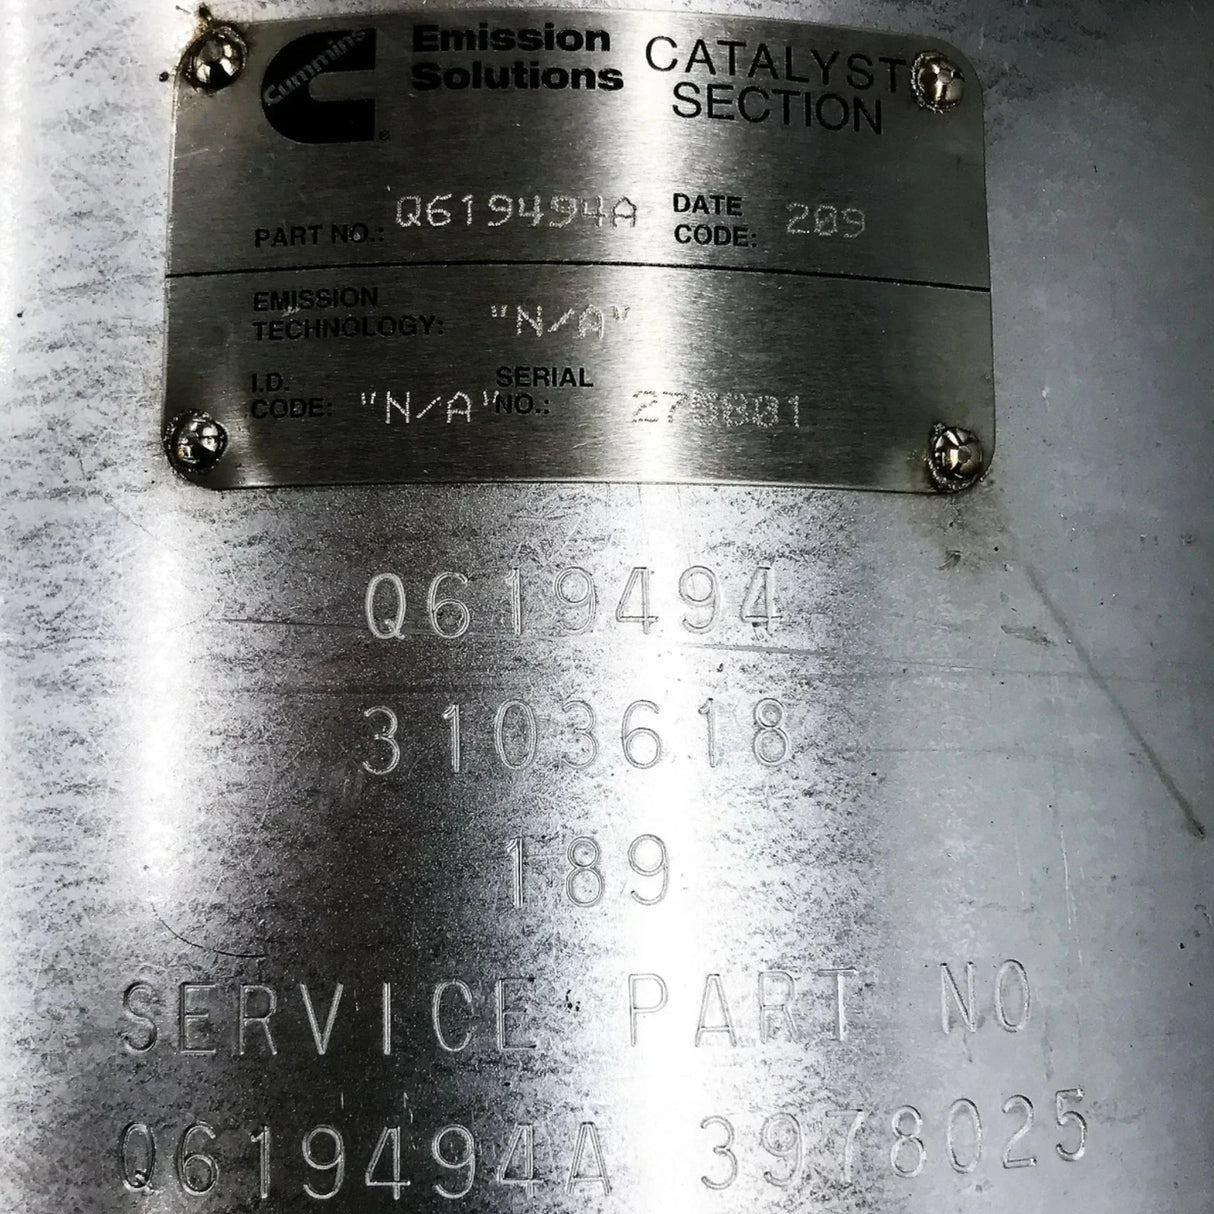 Cummins Emission Solutions ® CATALYST SECTION
PART NO.: Q619494A DATE CODE: 209
EMISSION TECHNOLOGY: "N/A"
I.D. CODE: "N/A" SERIAL NO.:
Q619494
3103618
189
SERVICE PART NO
Q619494A 3978025